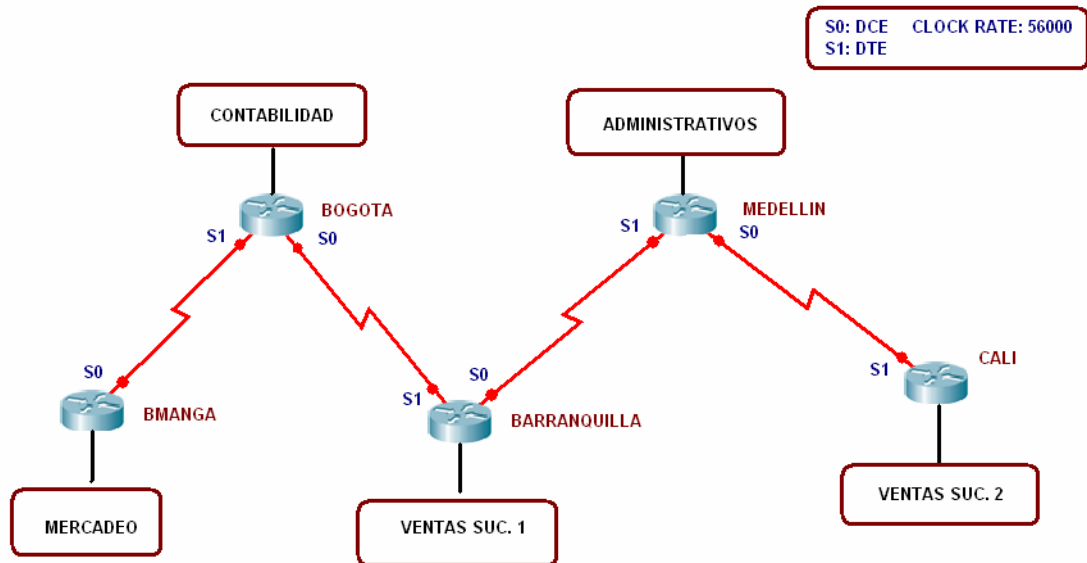 S0: DCE    CLOCK RATE: 56000
S1: DTE
CONTABILIDAD
ADMINISTRATIVOS
BOGOTA
MEDELLIN
S1
S0
S1
S0
S0
BMANGA
S1
S0
BARRANQUILLA
S1
CALI
MERCADEO
VENTAS SUC. 1
VENTAS SUC. 2